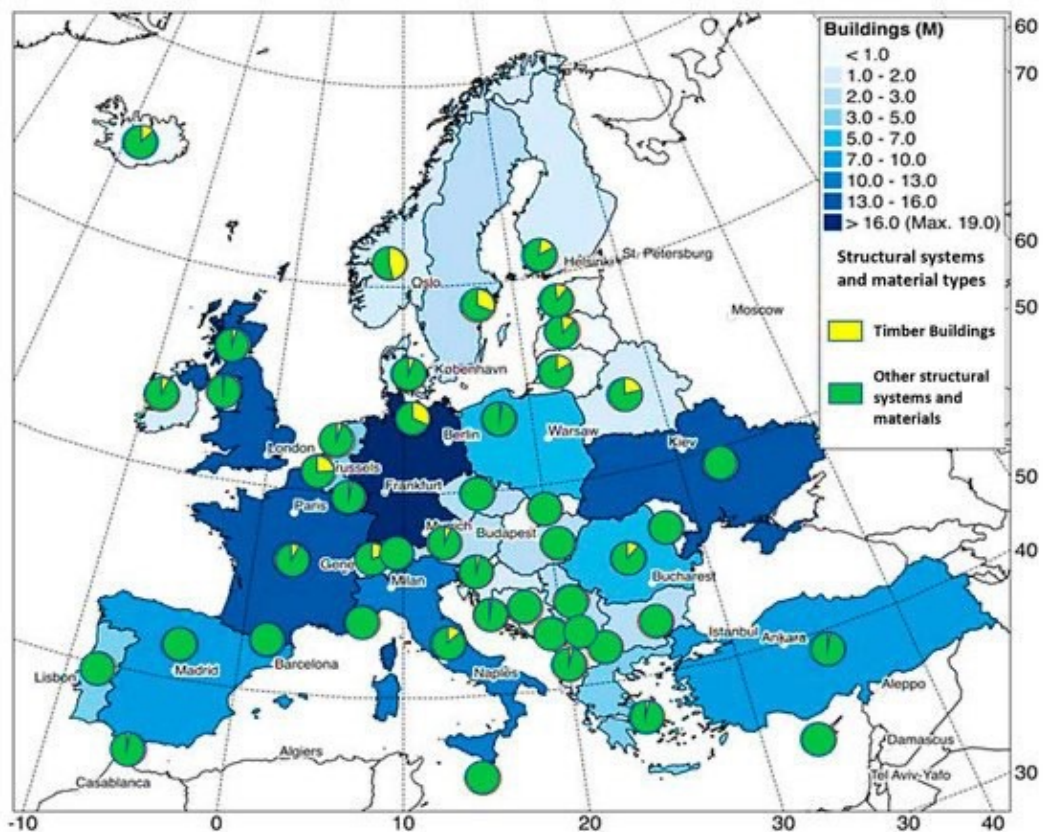 Buildings (M)
< 1.0
1.0 - 2.0
2.0 - 3.0
3.0 - 5.0
5.0 - 7.0
7.0 - 10.0
10.0 - 13.0
13.0 - 16.0
> 16.0 (Max. 19.0)
Structural systems
and material types
Timber Buildings
Other structural
systems and
materials
60
70
60
50
50
40
30
-10
0
10
20
30
40
Oslo
Helsinki
St. Petersburg
Moscow
København
London
Berlin
Warsaw
Kiev
Brussels
Frankfurt
Paris
Munich
Budapest
Gene
Milan
Bucharest
Istanbul
Ankara
Lisbon
Madrid
Barcelona
Naples
Aleppo
Damascus
Tel Aviv-Yafo
Algiers
Casablanca